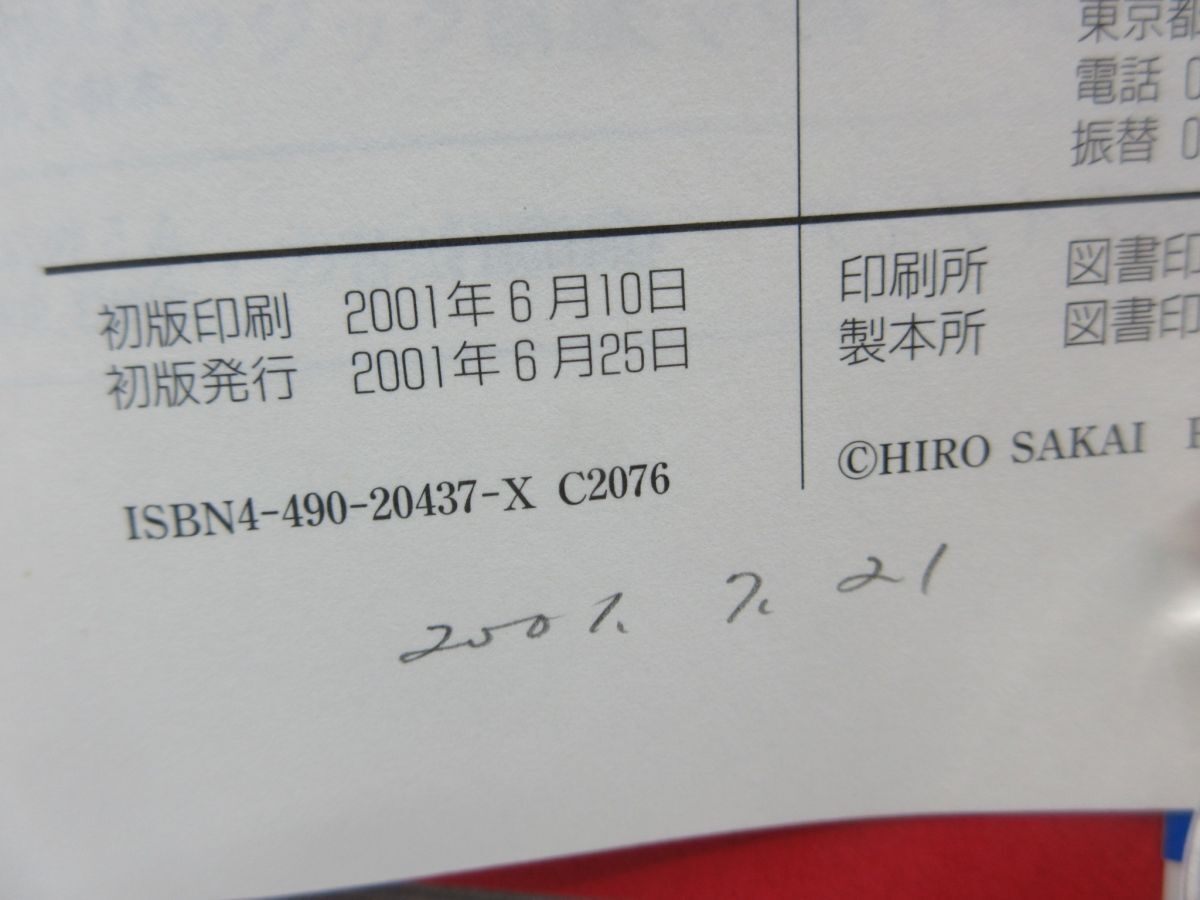 東京都
電話 0
振替 0
初版印刷 2001年6月10日
初版発行 2001年6月25日
印刷所 図書印
製本所 図書印
ISBN4-490-20437-X C2076
©HIRO SAKAI
2001. 7. 21